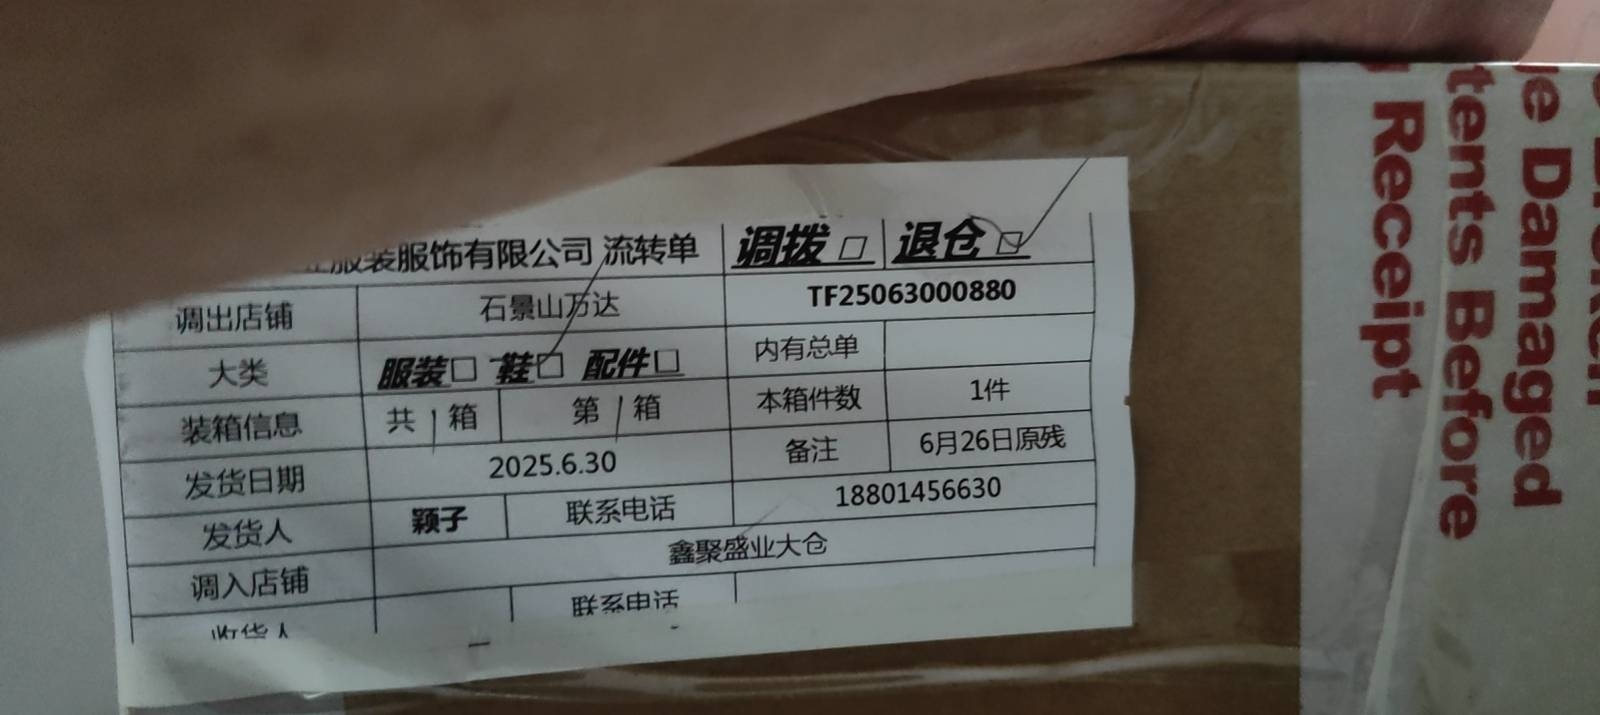 服装服饰有限公司 流转单 调拨 □ 退仓 ☑
调出店铺 石景山万达 TF25063000880
大类 服装□ 鞋☑ 配件□ 内有总单
装箱信息 共 1 箱 第 1 箱 本箱件数 1件
发货日期 2025.6.30 备注 6月26日原残
发货人 颖子 联系电话 18801456630
调入店铺 鑫聚盛业大仓
收货人 联系电话
Damaged
tents Before
Receipt